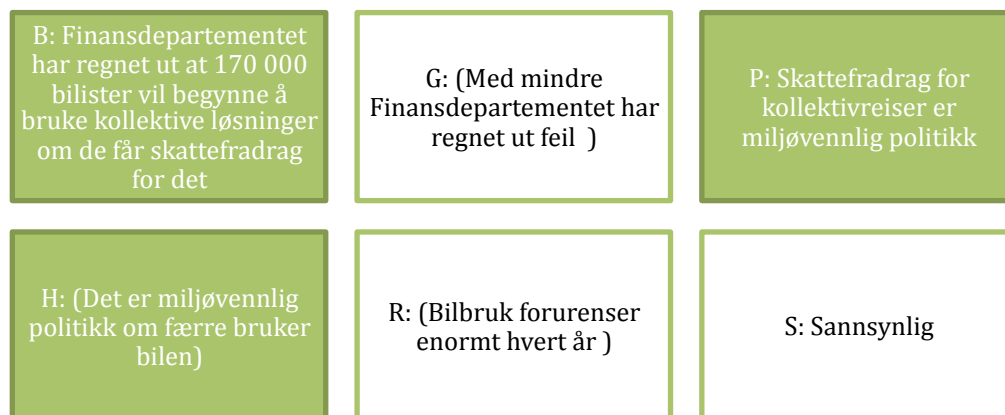 B: Finansdepartementet
har regnet ut at 170 000
bilister vil begynne å
bruke kollektive løsninger
om de får skattefradrag
for det
G: (Med mindre
Finansdepartementet har
regnet ut feil  )
P: Skattefradrag for
kollektivreiser er
miljøvennlig politikk
H: (Det er miljøvennlig
politikk om færre bruker
bilen)
R: (Bilbruk forurenser
enormt hvert år )
S: Sannsynlig